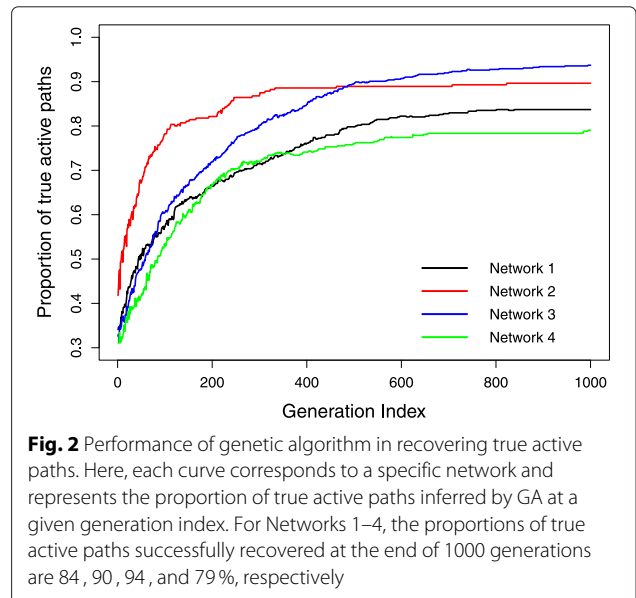 1.0
0.9
0.8
0.7
0.6
0.5
0.4
0.3
Proportion of true active paths
Network 1
Network 2
Network 3
Network 4
0 200 400 600 800 1000
Generation Index
Fig. 2 Performance of genetic algorithm in recovering true active
paths. Here, each curve corresponds to a specific network and
represents the proportion of true active paths inferred by GA at a
given generation index. For Networks 1–4, the proportions of true
active paths successfully recovered at the end of 1000 generations
are 84 , 90 , 94 , and 79 %, respectively